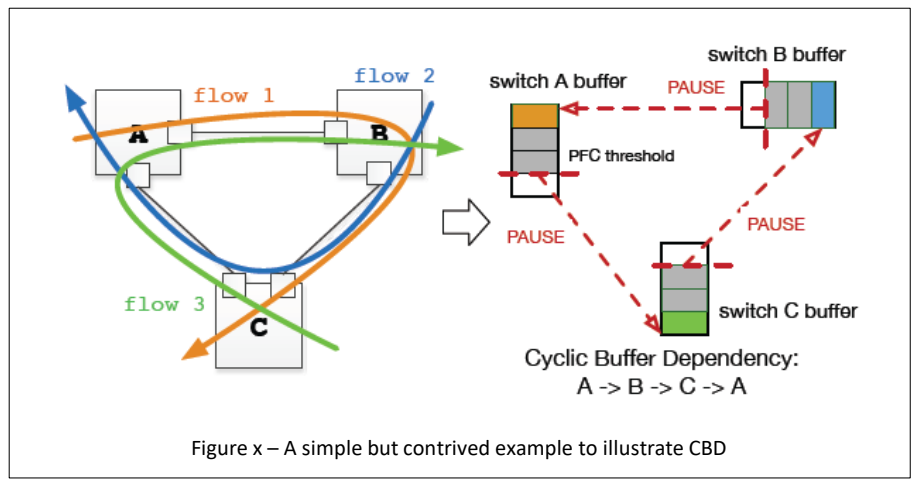 flow 1
flow 2
A
B
flow 3
C
switch A buffer
switch B buffer
PAUSE
PFC threshold
PAUSE
PAUSE
switch C buffer
Cyclic Buffer Dependency:
A -> B -> C -> A
Figure x – A simple but contrived example to illustrate CBD